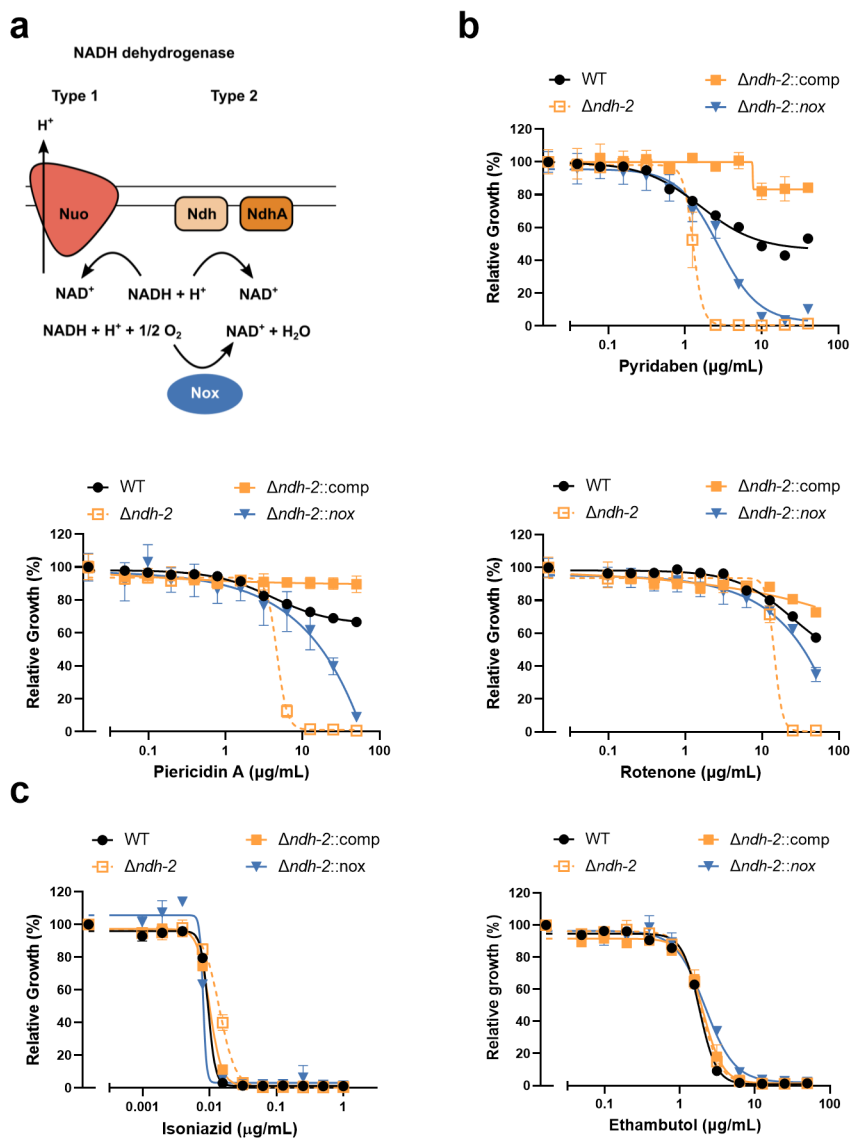 a
NADH dehydrogenase
Type 1
Type 2
H⁺
Nuo
Ndh
NdhA
NAD⁺
NADH + H⁺
NAD⁺
NADH + H⁺ + 1/2 O₂
NAD⁺ + H₂O
Nox
b
WT
Δndh-2::comp
Δndh-2
Δndh-2::nox
Relative Growth (%)
120
100
80
60
40
20
0
0.1
1
10
100
Pyridaben (µg/mL)
WT
Δndh-2::comp
Δndh-2
Δndh-2::nox
Relative Growth (%)
120
100
80
60
40
20
0
0.1
1
10
100
Piericidin A (µg/mL)
WT
Δndh-2::comp
Δndh-2
Δndh-2::nox
Relative Growth (%)
120
100
80
60
40
20
0
0.1
1
10
100
Rotenone (µg/mL)
c
WT
Δndh-2::comp
Δndh-2
Δndh-2::nox
Relative Growth (%)
120
100
80
60
40
20
0
0.001
0.01
0.1
1
Isoniazid (µg/mL)
WT
Δndh-2::comp
Δndh-2
Δndh-2::nox
Relative growth (%)
120
100
80
60
40
20
0
0.1
1
10
100
Ethambutol (µg/mL)